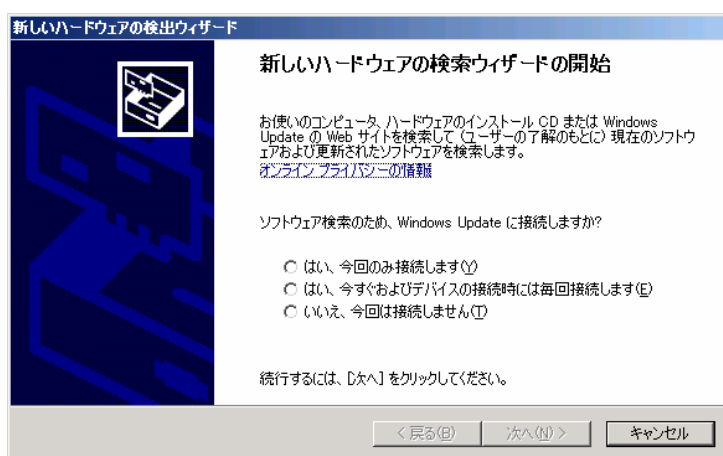 新しいハードウェアの検出ウィザード
新しいハードウェアの検索ウィザードの開始
お使いのコンピュータ、ハードウェアのインストール CD または Windows
Update の Web サイトを検索して (ユーザーの了解のもとに) 現在のソフトウ
ェアおよび更新されたソフトウェアを検索します。
オンライン プライバシーの情報
ソフトウェア検索のため、Windows Update に接続しますか?
はい、今回のみ接続します(Y)
はい、今すぐおよびデバイスの接続時には毎回接続します(E)
いいえ、今回は接続しません(T)
続行するには、[次へ] をクリックしてください。
< 戻る(B) 次へ(N) > キャンセル